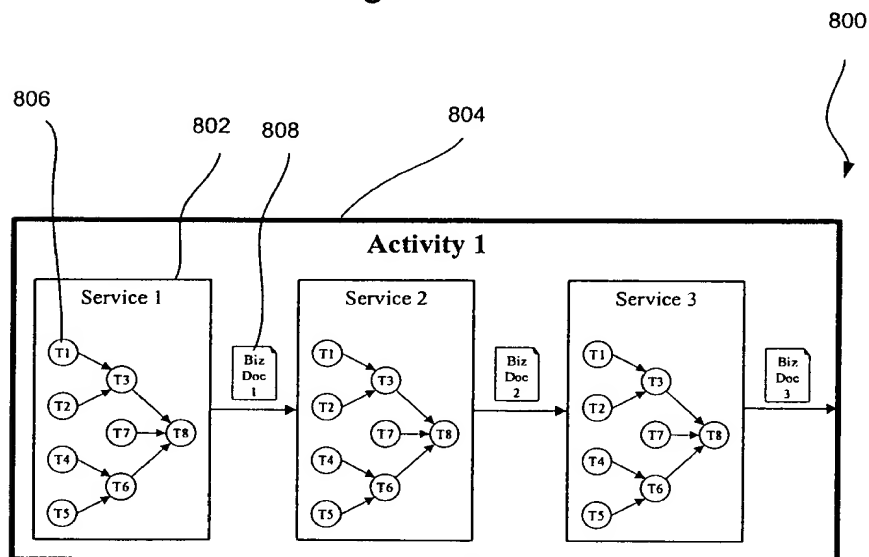 800
806
802
808
804
Activity 1
Service 1
T1
T2
T3
T7
T8
T4
T6
T5
Biz
Doc
1
Service 2
T1
T2
T3
T7
T8
T4
T6
T5
Biz
Doc
2
Service 3
T1
T2
T3
T7
T8
T4
T6
T5
Biz
Doc
3